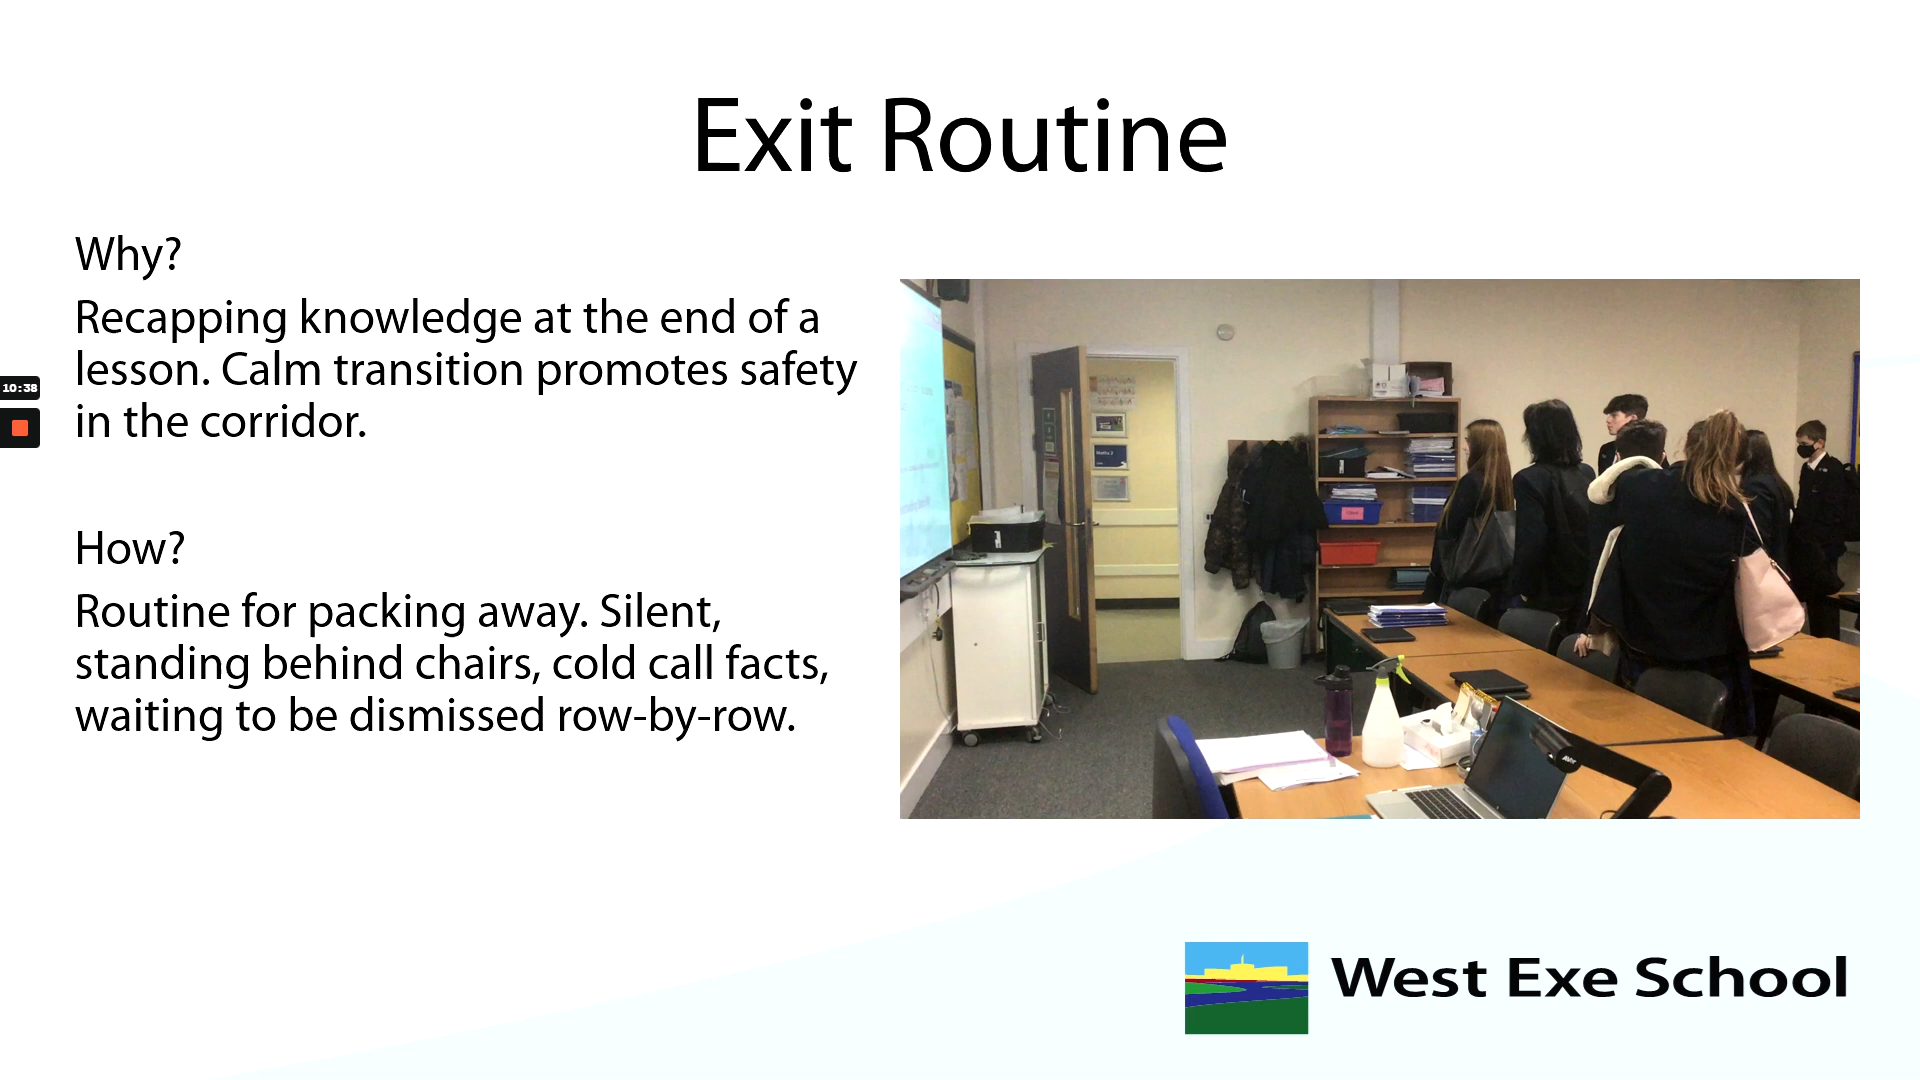 Exit Routine
Why?
Recapping knowledge at the end of a
lesson. Calm transition promotes safety
in the corridor.
10:38
How?
Routine for packing away. Silent,
standing behind chairs, cold call facts,
waiting to be dismissed row-by-row.
Maths 2
West Exe School